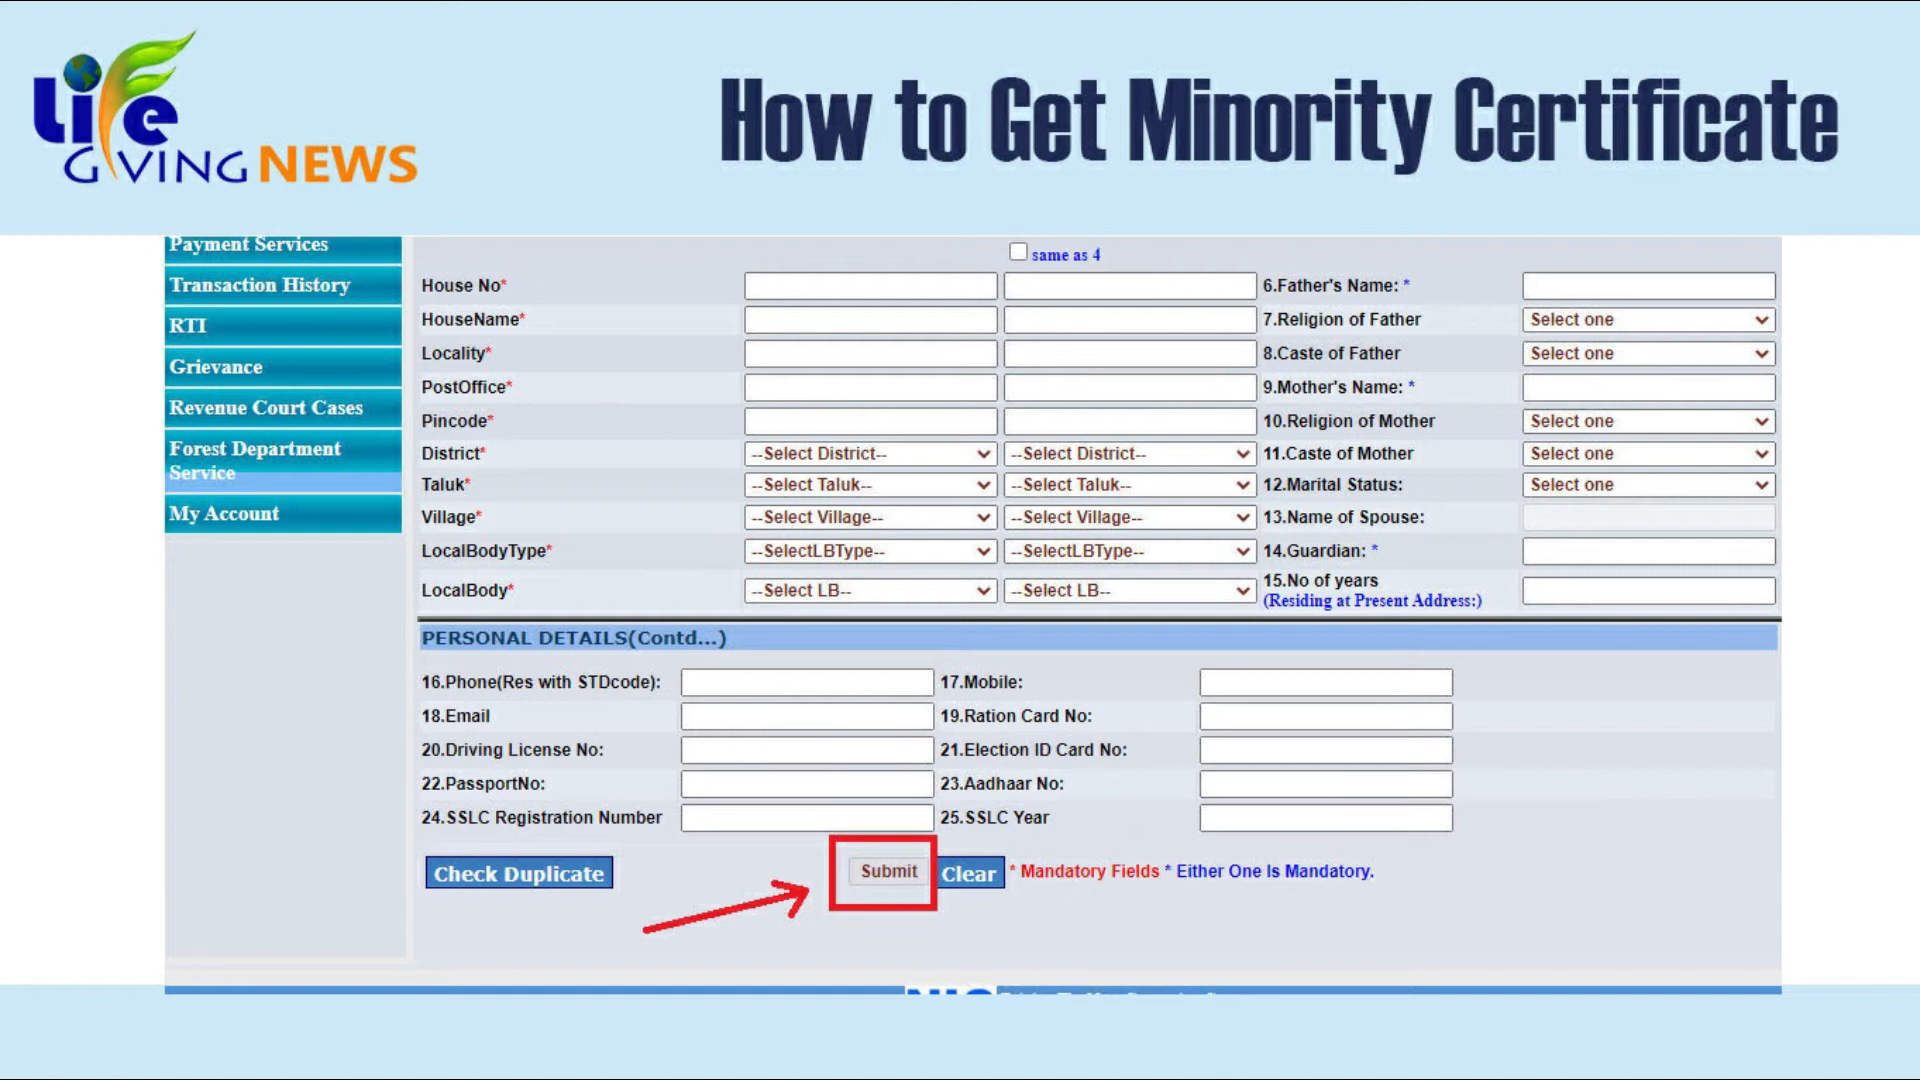 Life
GIVING NEWS
How to Get Minority Certificate
Payment Services
Transaction History
RTI
Grievance
Revenue Court Cases
Forest Department
Service
My Account
same as 4
House No* 6.Father's Name: *
HouseName* 7.Religion of Father Select one
Locality* 8.Caste of Father Select one
PostOffice* 9.Mother's Name: *
Pincode* 10.Religion of Mother Select one
District* --Select District-- --Select District-- 11.Caste of Mother Select one
Taluk* --Select Taluk-- --Select Taluk-- 12.Marital Status: Select one
Village* --Select Village-- --Select Village-- 13.Name of Spouse:
LocalBodyType* --SelectLBType-- --SelectLBType-- 14.Guardian: *
LocalBody* --Select LB-- --Select LB-- 15.No of years
(Residing at Present Address:)
PERSONAL DETAILS(Contd...)
16.Phone(Res with STDcode): 17.Mobile:
18.Email 19.Ration Card No:
20.Driving License No: 21.Election ID Card No:
22.PassportNo: 23.Aadhaar No:
24.SSLC Registration Number 25.SSLC Year
Check Duplicate Submit Clear * Mandatory Fields * Either One Is Mandatory.